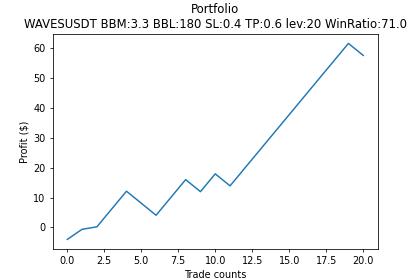 Portfolio
WAVESUSDT BBM:3.3 BBL:180 SL:0.4 TP:0.6 lev:20 WinRatio:71.0
Profit ($)
60
50
40
30
20
10
0
0.0 2.5 5.0 7.5 10.0 12.5 15.0 17.5 20.0
Trade counts